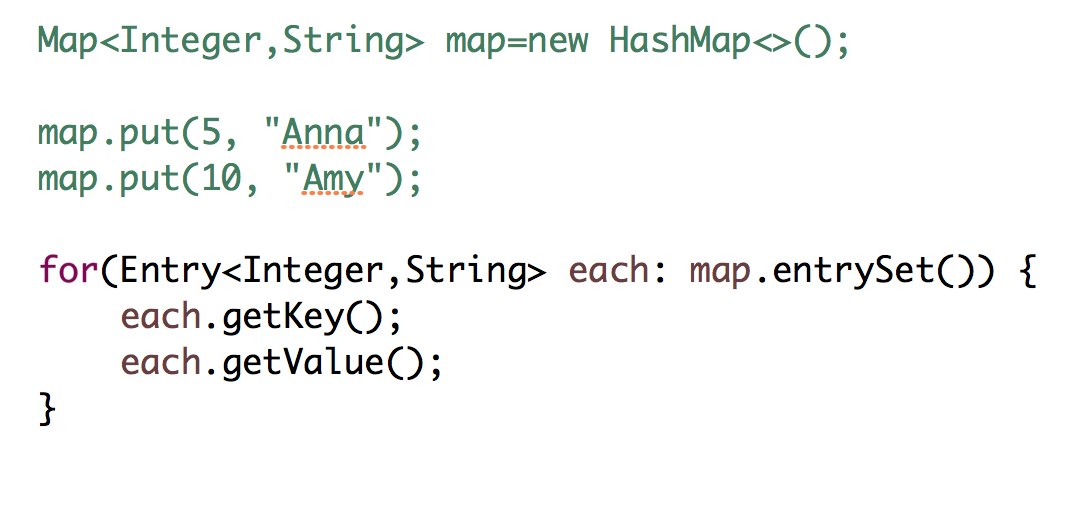 Map<Integer,String> map=new HashMap<>();
map.put(5, "Anna");
map.put(10, "Amy");
for(Entry<Integer,String> each: map.entrySet()) {
    each.getKey();
    each.getValue();
}